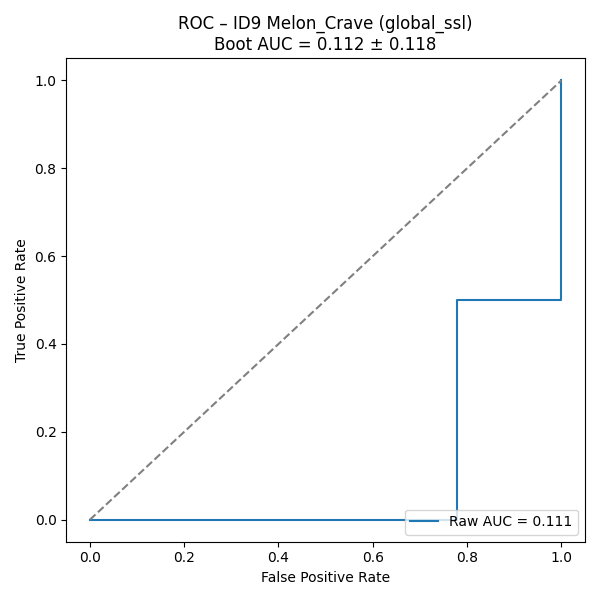 ROC – ID9 Melon_Crave (global_ssl)
Boot AUC = 0.112 ± 0.118
True Positive Rate
1.0
0.8
0.6
0.4
0.2
0.0
Raw AUC = 0.111
0.0 0.2 0.4 0.6 0.8 1.0
False Positive Rate